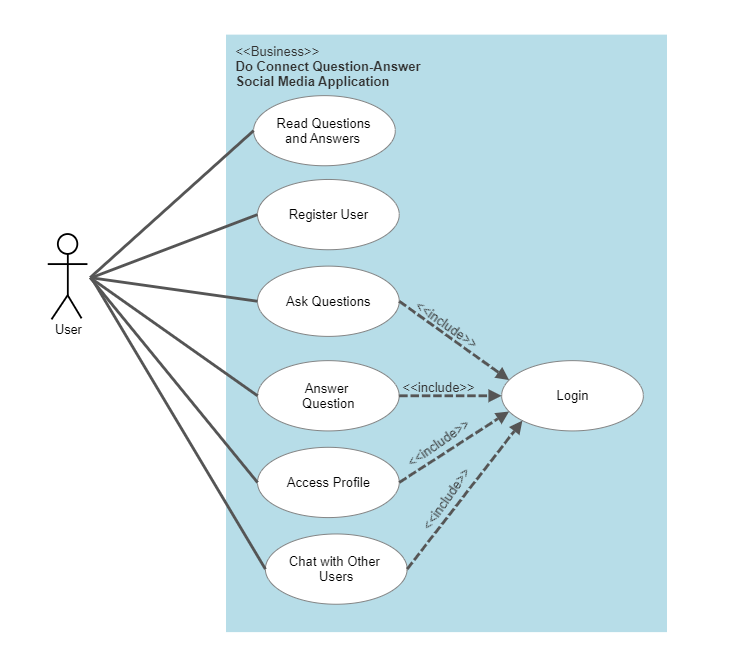 <<Business>>
Do Connect Question-Answer
Social Media Application
Read Questions
and Answers
Register User
User
Ask Questions
<<include>>
Answer
Question
<<include>>
Login
Access Profile
<<include>>
Chat with Other
Users
<<include>>